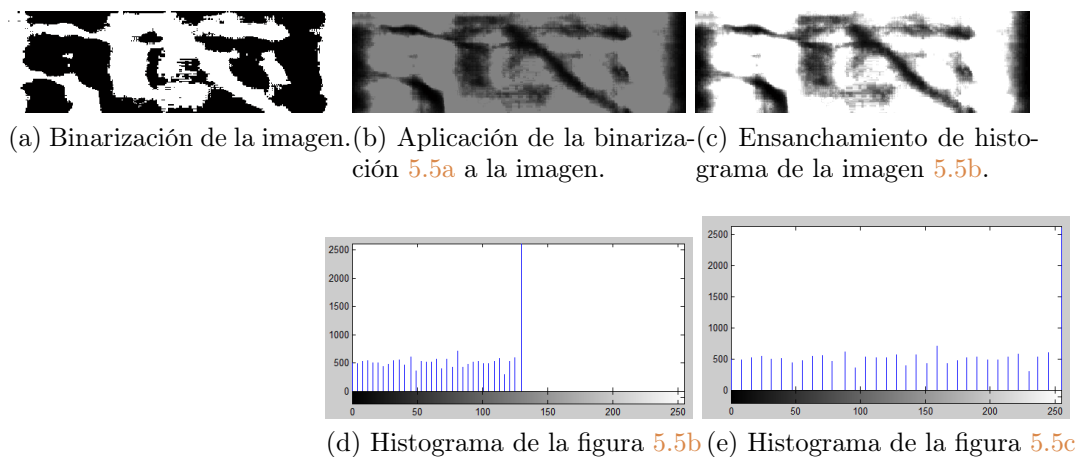 (a) Binarización de la imagen.
(b) Aplicación de la binariza-
ción 5.5a a la imagen.
(c) Ensanchamiento de histo-
grama de la imagen 5.5b.
2500
2000
1500
1000
500
0
0 50 100 150 200 250
(d) Histograma de la figura 5.5b
2500
2000
1500
1000
500
0
0 50 100 150 200 250
(e) Histograma de la figura 5.5c